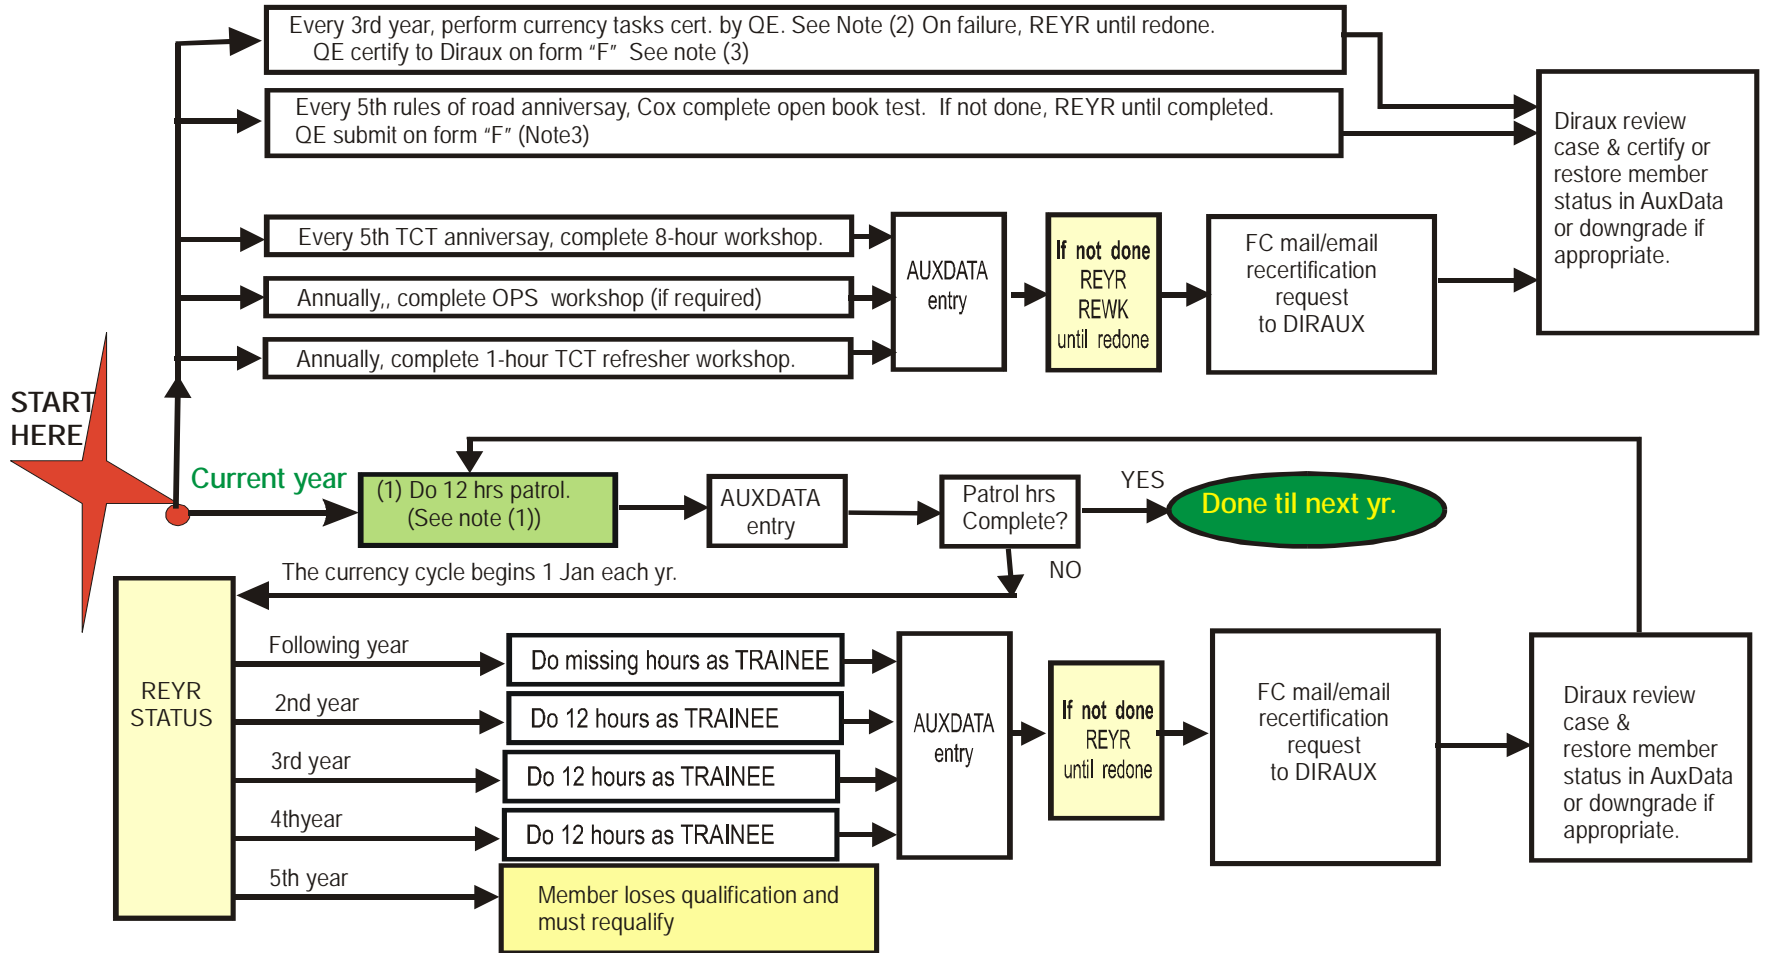 Every 3rd year, perform currency tasks cert. by QE. See Note (2) On failure, REYR until redone.
QE certify to Diraux on form “F” See note (3)
Every 5th rules of road anniversay, Cox complete open book test. If not done, REYR until completed.
QE submit on form “F” (Note3)
Diraux review
case & certify or
restore member
status in AuxData
or downgrade if
appropriate.
Every 5th TCT anniversay, complete 8-hour workshop.
Annually,, complete OPS workshop (if required)
Annually, complete 1-hour TCT refresher workshop.
AUXDATA
entry
If not done
REYR
REWK
until redone
FC mail/email
recertification
request
to DIRAUX
START
HERE
Current year
(1) Do 12 hrs patrol.
(See note (1))
AUXDATA
entry
Patrol hrs
Complete?
YES
Done til next yr.
NO
The currency cycle begins 1 Jan each yr.
REYR
STATUS
Following year
Do missing hours as TRAINEE
2nd year
Do 12 hours as TRAINEE
3rd year
Do 12 hours as TRAINEE
4thyear
Do 12 hours as TRAINEE
5th year
Member loses qualification and
must requalify
AUXDATA
entry
If not done
REYR
until redone
FC mail/email
recertification
request
to DIRAUX
Diraux review
case &
restore member
status in AuxData
or downgrade if
appropriate.